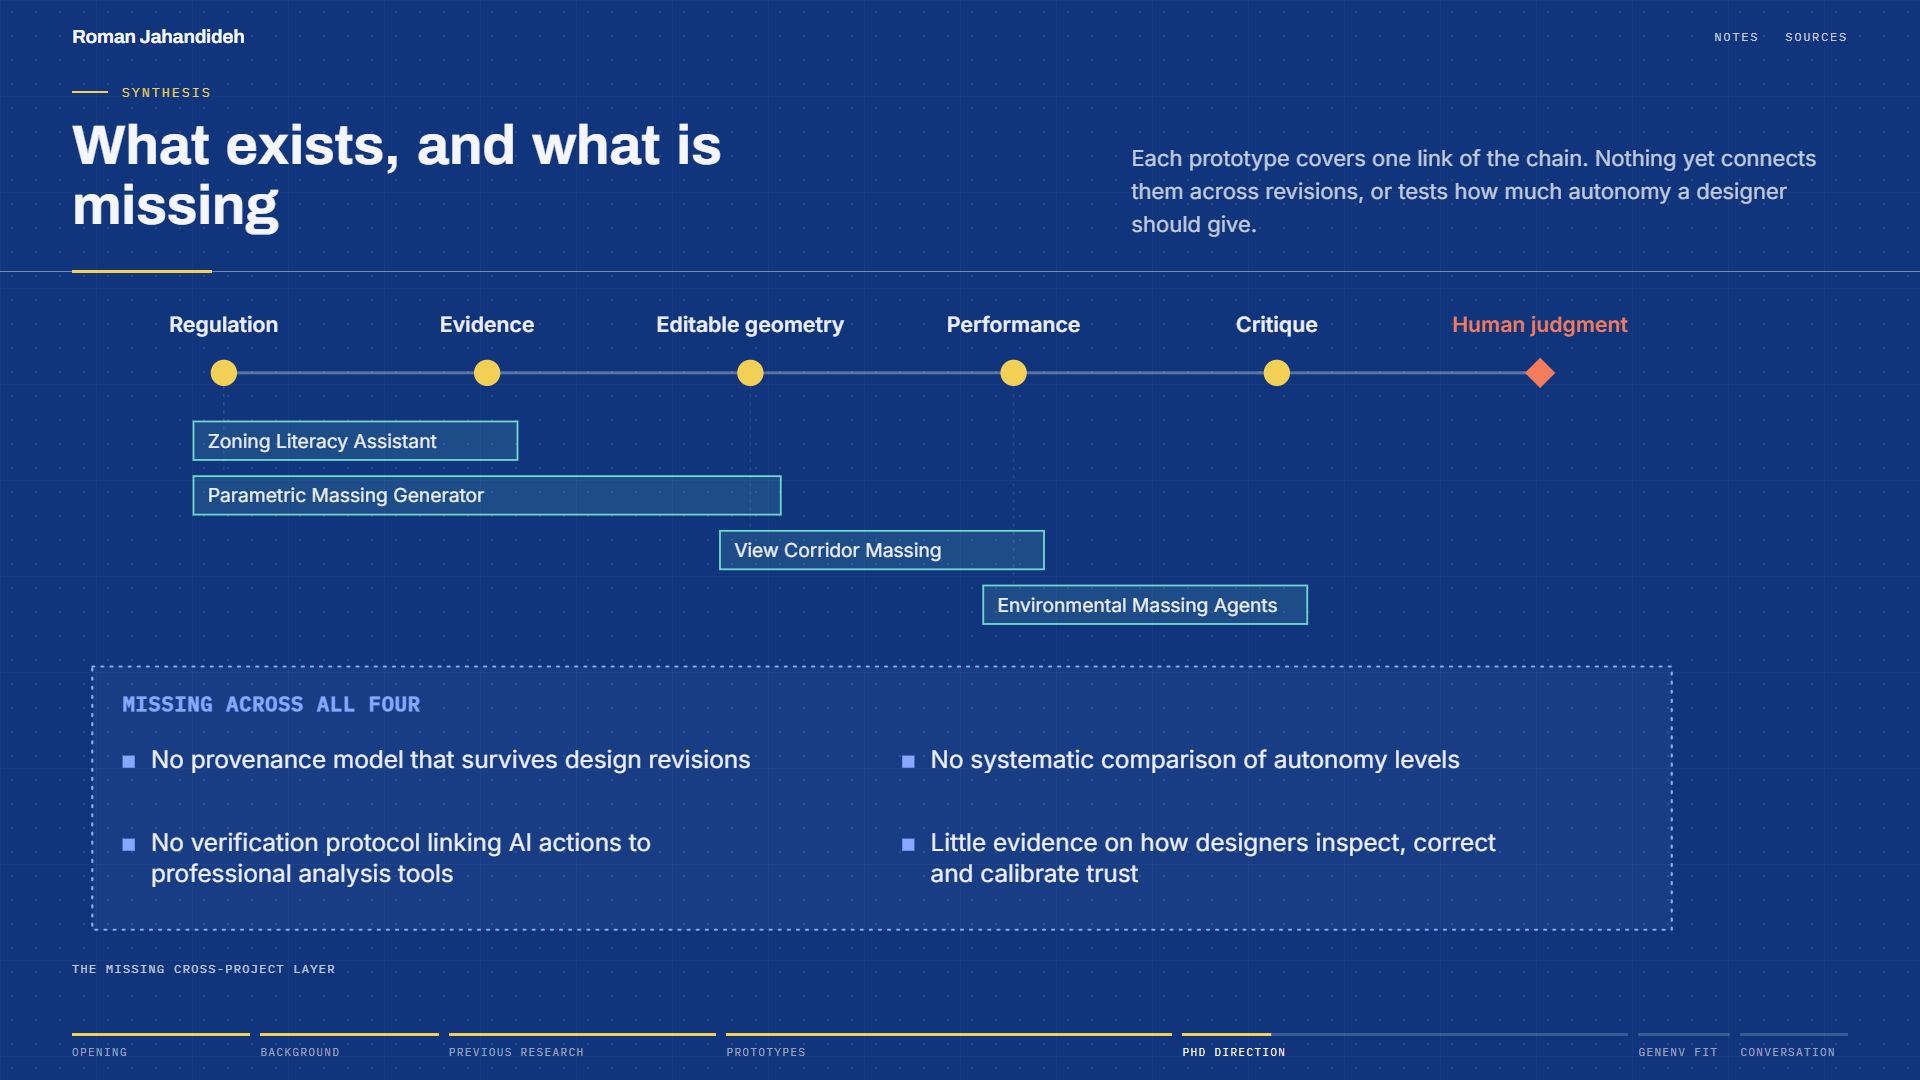 Roman Jahandideh
NOTES SOURCES
SYNTHESIS
What exists, and what is
missing
Each prototype covers one link of the chain. Nothing yet connects
them across revisions, or tests how much autonomy a designer
should give.
Regulation Evidence Editable geometry Performance Critique Human judgment
Zoning Literacy Assistant
Parametric Massing Generator
View Corridor Massing
Environmental Massing Agents
MISSING ACROSS ALL FOUR
No provenance model that survives design revisions
No systematic comparison of autonomy levels
No verification protocol linking AI actions to
professional analysis tools
Little evidence on how designers inspect, correct
and calibrate trust
THE MISSING CROSS-PROJECT LAYER
OPENING BACKGROUND PREVIOUS RESEARCH PROTOTYPES PHD DIRECTION GENENV FIT CONVERSATION